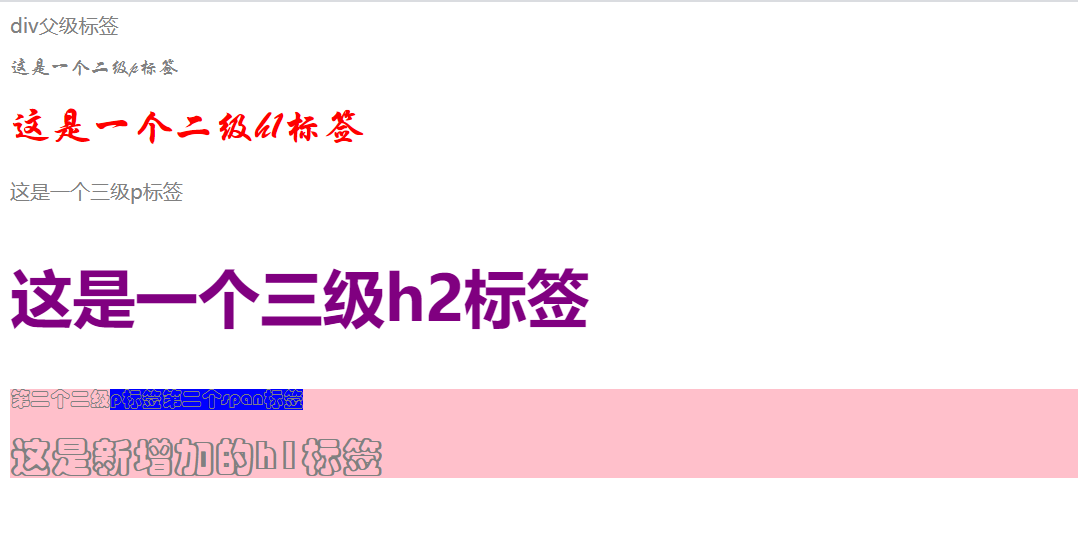 div父级标签
这是一个二级p标签
这是一个二级h1标签
这是一个三级p标签
这是一个三级h2标签
第二个二级p标签第二个span标签
这是新增加的h1标签